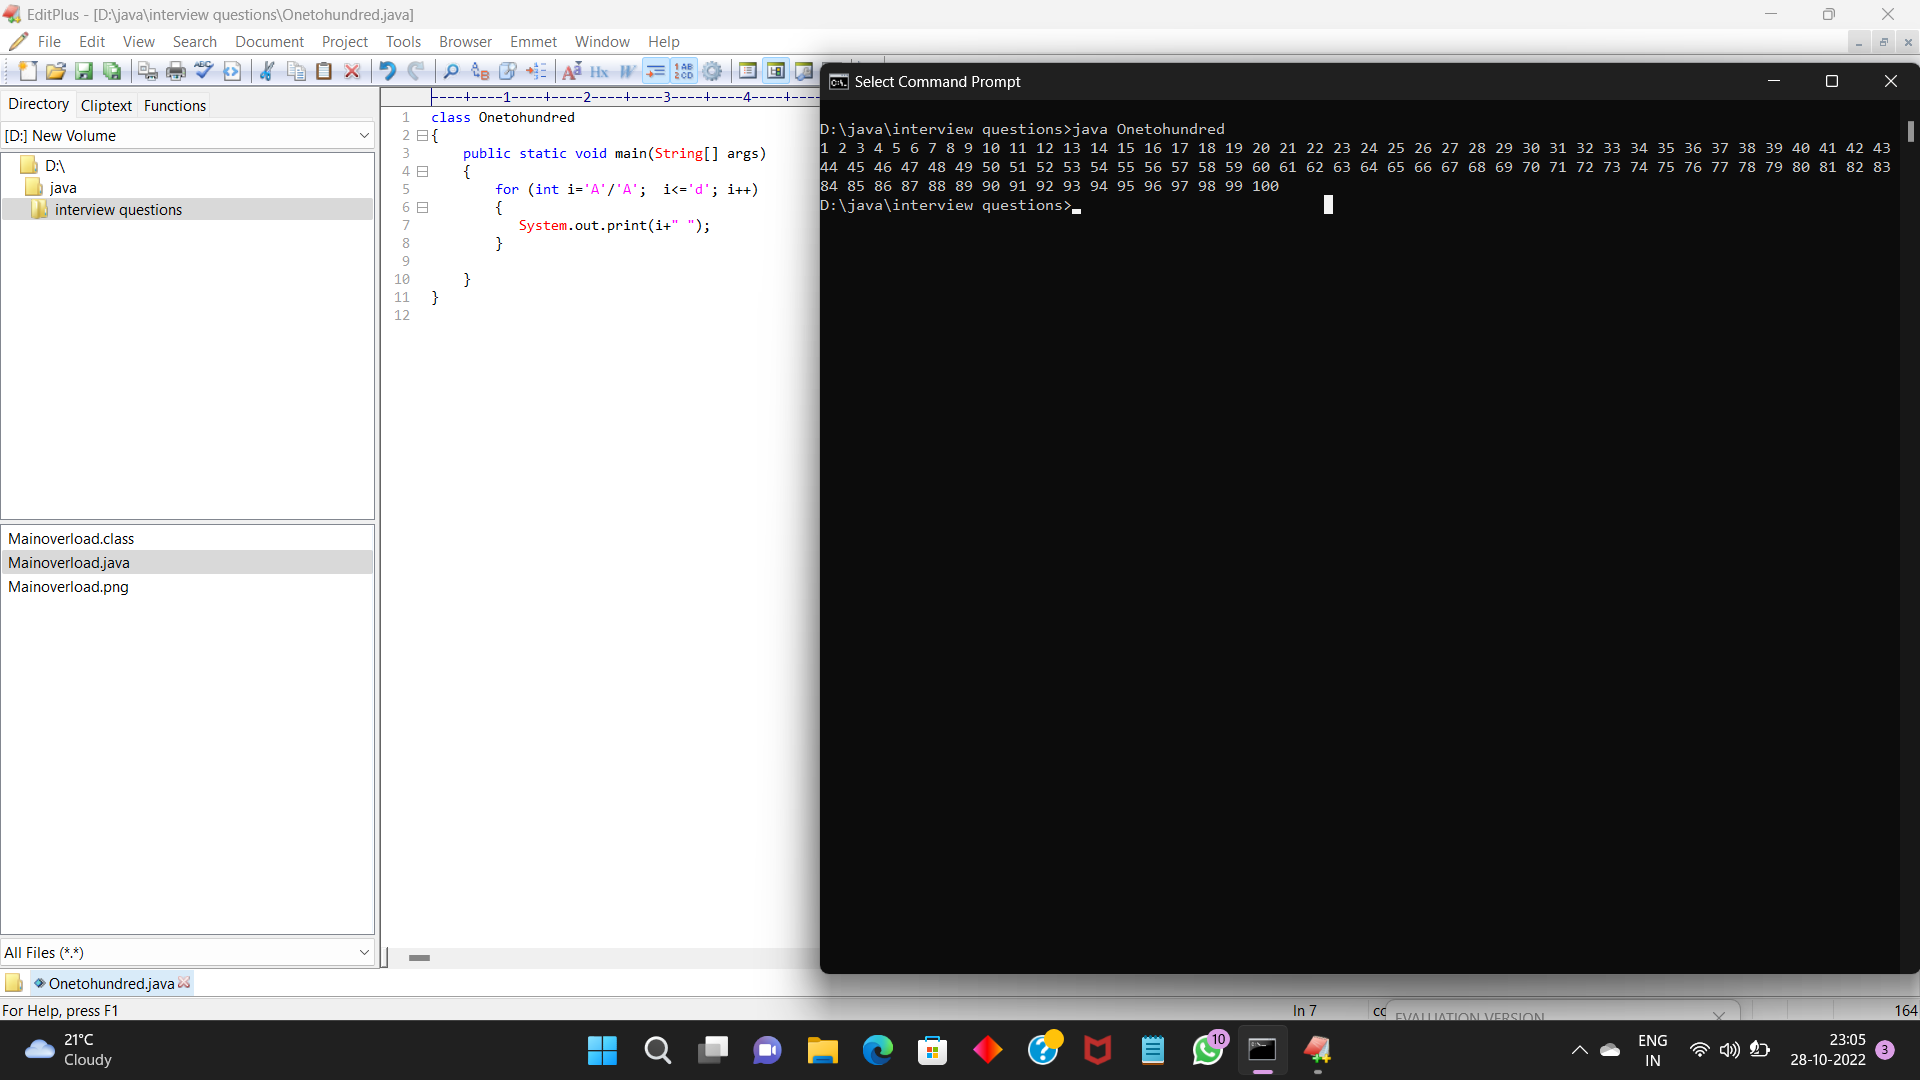 EditPlus - [D:\java\interview questions\Onetohundred.java]
File Edit View Search Document Project Tools Browser Emmet Window Help
Directory Cliptext Functions
[D:] New Volume
D:\
java
interview questions
Mainoverload.class
Mainoverload.java
Mainoverload.png
All Files (*.*)
----+----1----+----2----+----3----+----4----+---
1 class Onetohundred
2 {
3 public static void main(String[] args)
4 {
5 for (int i='A'/'A'; i<='d'; i++)
6 {
7 System.out.print(i+" ");
8 }
9
10 }
11 }
12
Select Command Prompt
D:\java\interview questions>java Onetohundred
1 2 3 4 5 6 7 8 9 10 11 12 13 14 15 16 17 18 19 20 21 22 23 24 25 26 27 28 29 30 31 32 33 34 35 36 37 38 39 40 41 42 43
44 45 46 47 48 49 50 51 52 53 54 55 56 57 58 59 60 61 62 63 64 65 66 67 68 69 70 71 72 73 74 75 76 77 78 79 80 81 82 83
84 85 86 87 88 89 90 91 92 93 94 95 96 97 98 99 100
D:\java\interview questions>
Onetohundred.java
For Help, press F1
ln 7
EVALUATION VERSION
164
21°C
Cloudy
10
ENG
IN
23:05
28-10-2022
3